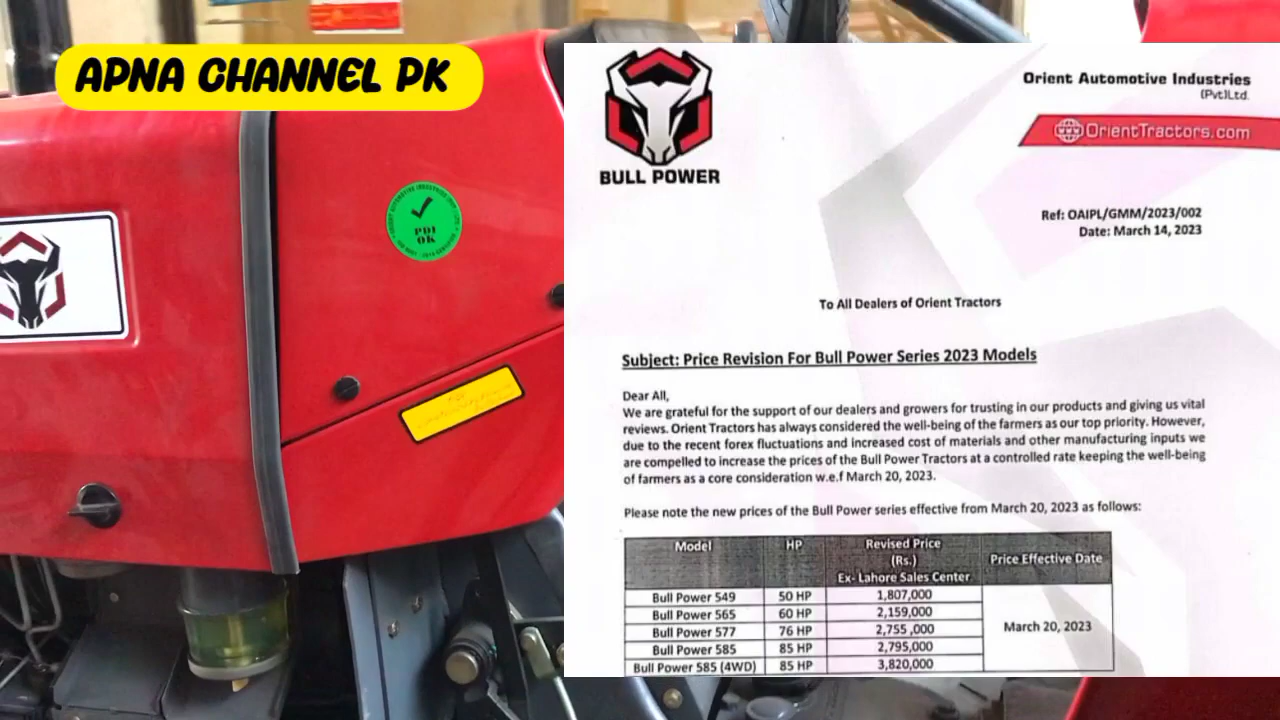 APNA CHANNEL PK
PDI
OK
BULL POWER
Orient Automotive Industries
(Pvt)Ltd.
www OrientTractors.com
Ref: OAIPL/GMM/2023/002
Date: March 14, 2023
To All Dealers of Orient Tractors
Subject: Price Revision For Bull Power Series 2023 Models
Dear All,
We are grateful for the support of our dealers and growers for trusting in our products and giving us vital
reviews. Orient Tractors has always considered the well-being of the farmers as our top priority. However,
due to the recent forex fluctuations and increased cost of materials and other manufacturing inputs we
are compelled to increase the prices of the Bull Power Tractors at a controlled rate keeping the well-being
of farmers as a core consideration w.e.f March 20, 2023.
Please note the new prices of the Bull Power series effective from March 20, 2023 as follows:
Model HP Revised Price (Rs.) Ex- Lahore Sales Center Price Effective Date
Bull Power 549 50 HP 1,807,000
Bull Power 565 60 HP 2,159,000
Bull Power 577 76 HP 2,755 ,000 March 20, 2023
Bull Power 585 85 HP 2,795,000
Bull Power 585 (4WD) 85 HP 3,820,000